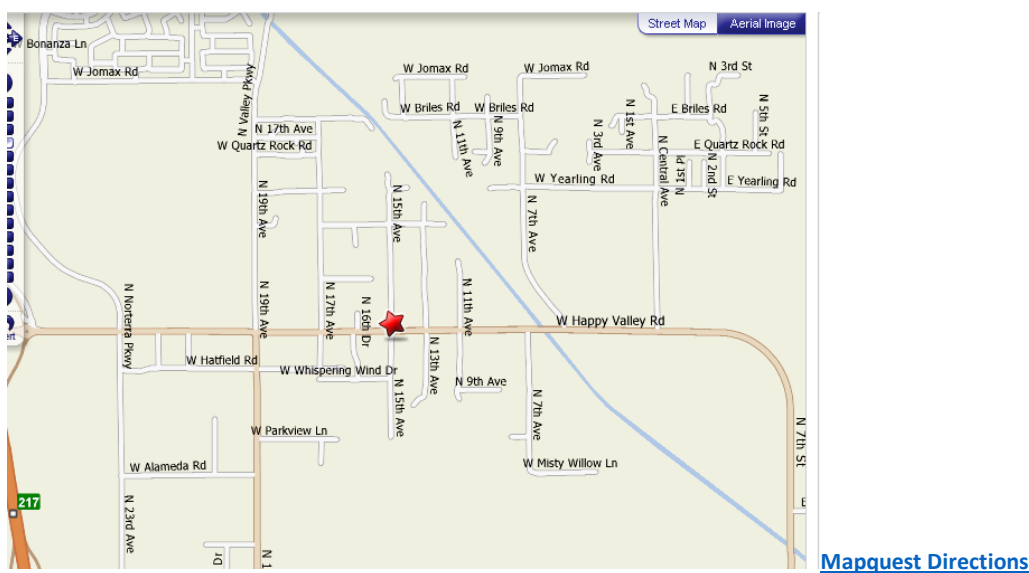 Street Map
Aerial Image
Bonanza Ln
W Jomax Rd
N Valley Pkwy
W Jomax Rd
W Jomax Rd
N 3rd St
W Briles Rd
W Briles Rd
N 11th Ave
N 9th Ave
N 3rd Ave
N 1st Ave
E Briles Rd
N 5th St
N 17th Ave
W Quartz Rock Rd
E Quartz Rock Rd
N Central Ave
N 1st Pl
N 2nd St
W Yearling Rd
E Yearling Rd
N 19th Ave
N 15th Ave
N 7th Ave
N Norterra Pkwy
N 19th Ave
N 17th Ave
N 16th Dr
N 11th Ave
W Happy Valley Rd
W Hatfield Rd
W Whispering Wind Dr
N 13th Ave
N 9th Ave
N 15th Ave
N 7th Ave
W Parkview Ln
N 7th St
W Alameda Rd
W Misty Willow Ln
217
N 23rd Ave
Dr
N 1
E
Mapquest Directions